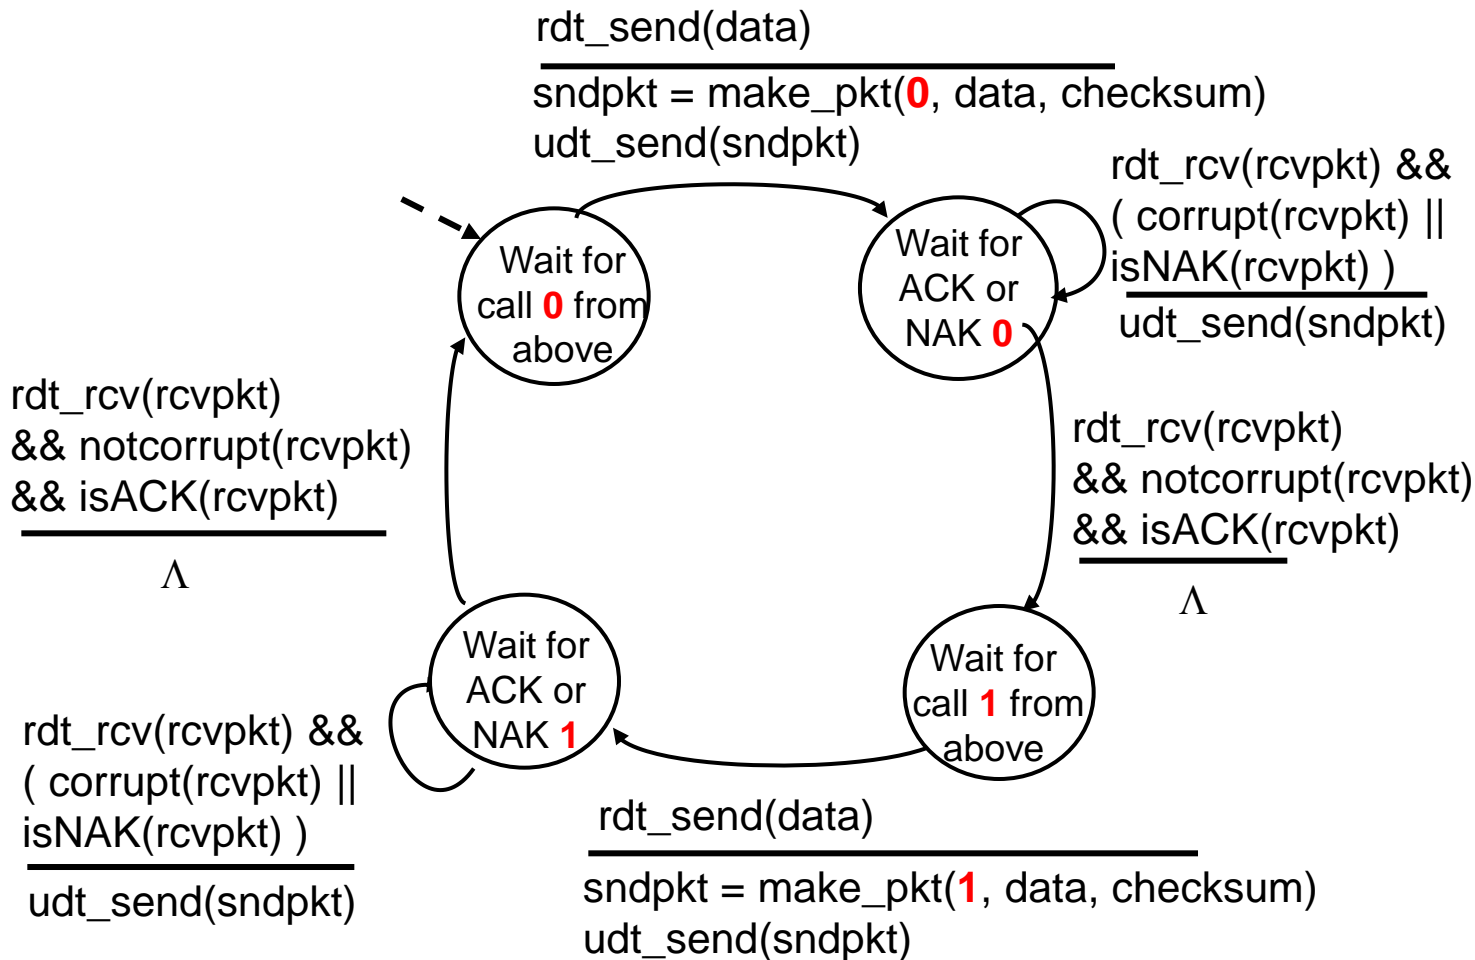 rdt_send(data)
sndpkt = make_pkt(0, data, checksum)
udt_send(sndpkt)
rdt_rcv(rcvpkt) &&
( corrupt(rcvpkt) ||
isNAK(rcvpkt) )
udt_send(sndpkt)
Wait for
call 0 from
above
Wait for
ACK or
NAK 0
rdt_rcv(rcvpkt)
&& notcorrupt(rcvpkt)
&& isACK(rcvpkt)
Λ
rdt_rcv(rcvpkt)
&& notcorrupt(rcvpkt)
&& isACK(rcvpkt)
Λ
Wait for
ACK or
NAK 1
Wait for
call 1 from
above
rdt_rcv(rcvpkt) &&
( corrupt(rcvpkt) ||
isNAK(rcvpkt) )
udt_send(sndpkt)
rdt_send(data)
sndpkt = make_pkt(1, data, checksum)
udt_send(sndpkt)